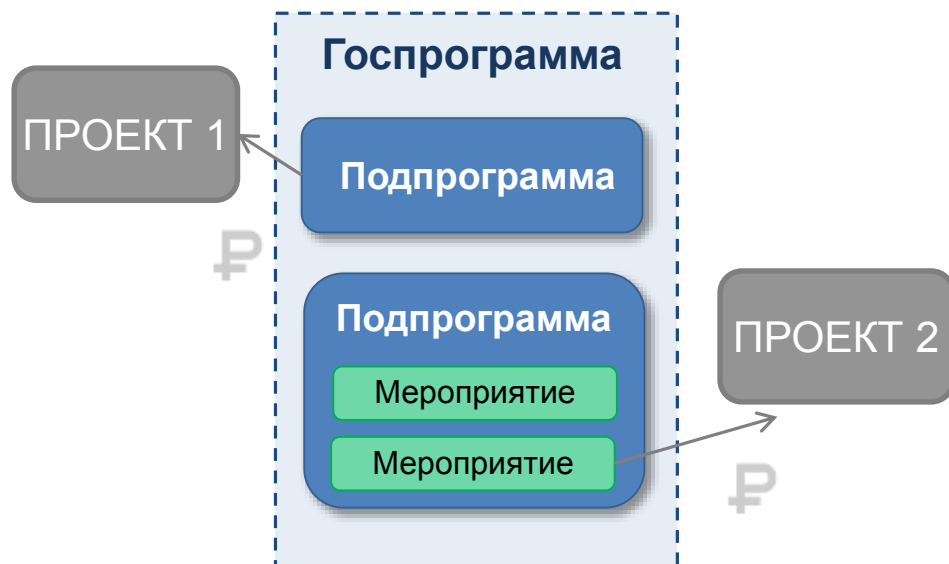 Госпрограмма
ПРОЕКТ 1
Подпрограмма
₽
Подпрограмма
ПРОЕКТ 2
Мероприятие
Мероприятие
₽